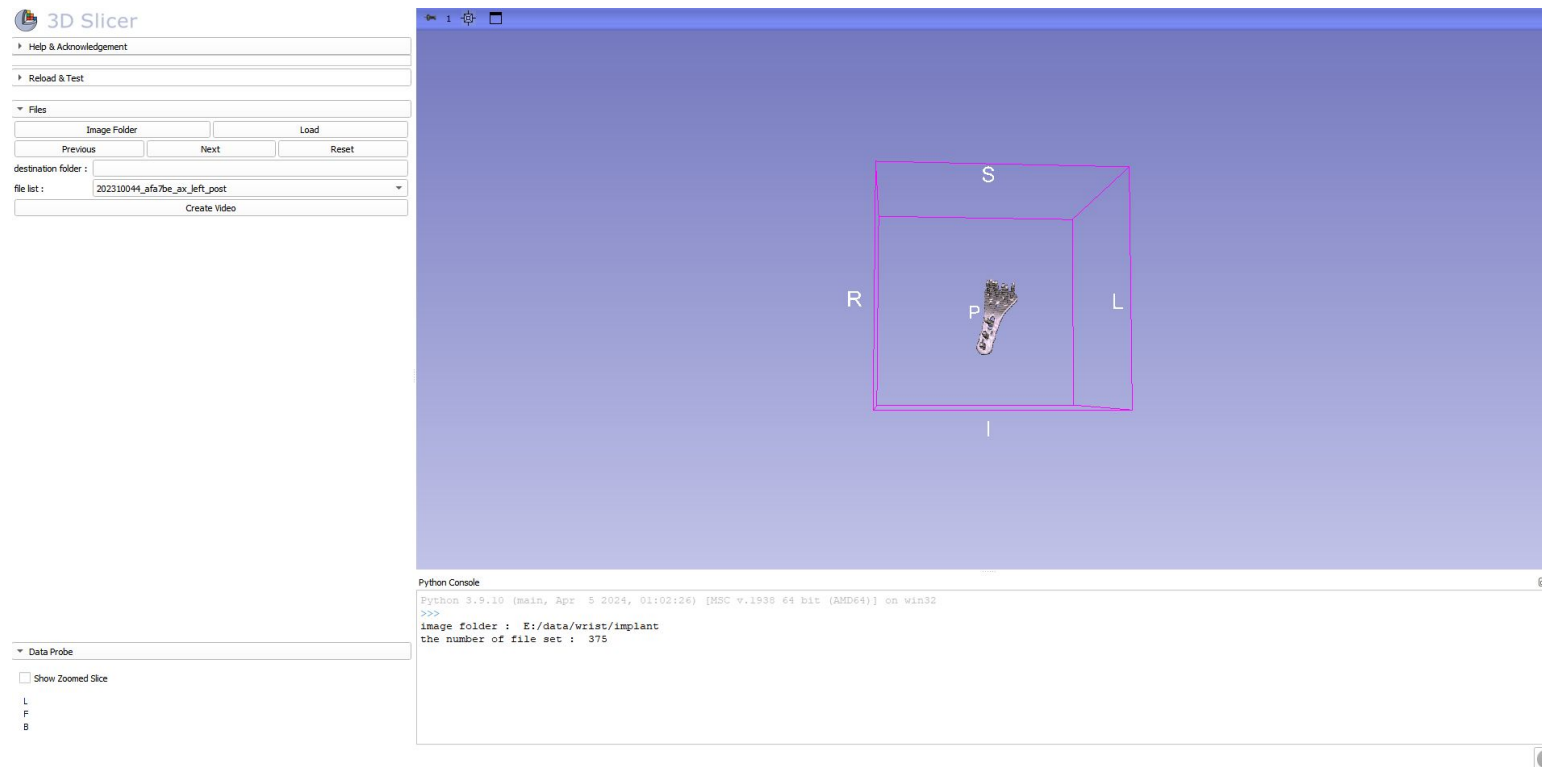 3D Slicer
Help & Acknowledgement
Reload & Test
Files
Image Folder Load
Previous Next Reset
destination folder :
file list : 202310044_afa7be_ax_left_post
Create Video
Data Probe
Show Zoomed Slice
L
F
B
1
S
R
P
L
I
Python Console
Python 3.9.10 (main, Apr  5 2024, 01:02:26) [MSC v.1938 64 bit (AMD64)] on win32
>>>
image folder :  E:/data/wrist/implant
the number of file set :  375